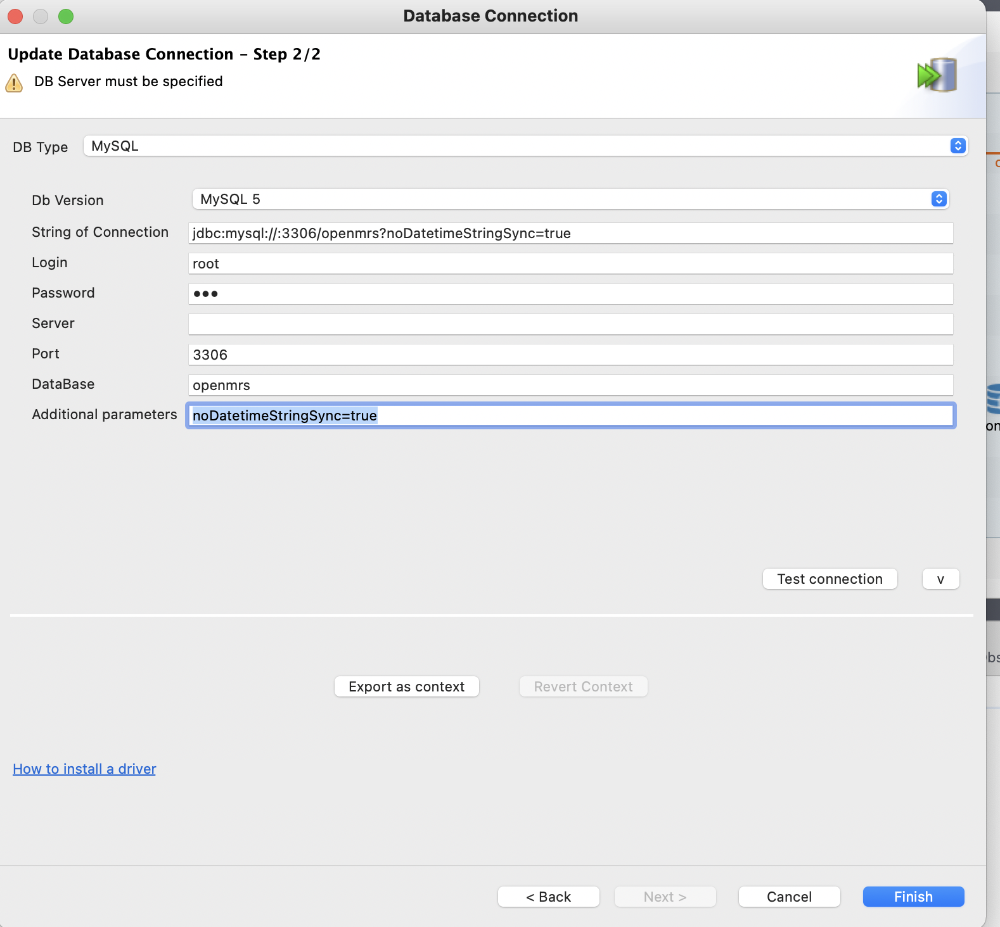 Database Connection
Update Database Connection - Step 2/2
DB Server must be specified
DB Type MySQL
Db Version MySQL 5
String of Connection jdbc:mysql://:3306/openmrs?noDatetimeStringSync=true
Login root
Password •••
Server
Port 3306
DataBase openmrs
Additional parameters noDatetimeStringSync=true
on
Test connection v
bs
Export as context Revert Context
How to install a driver
< Back Next > Cancel Finish